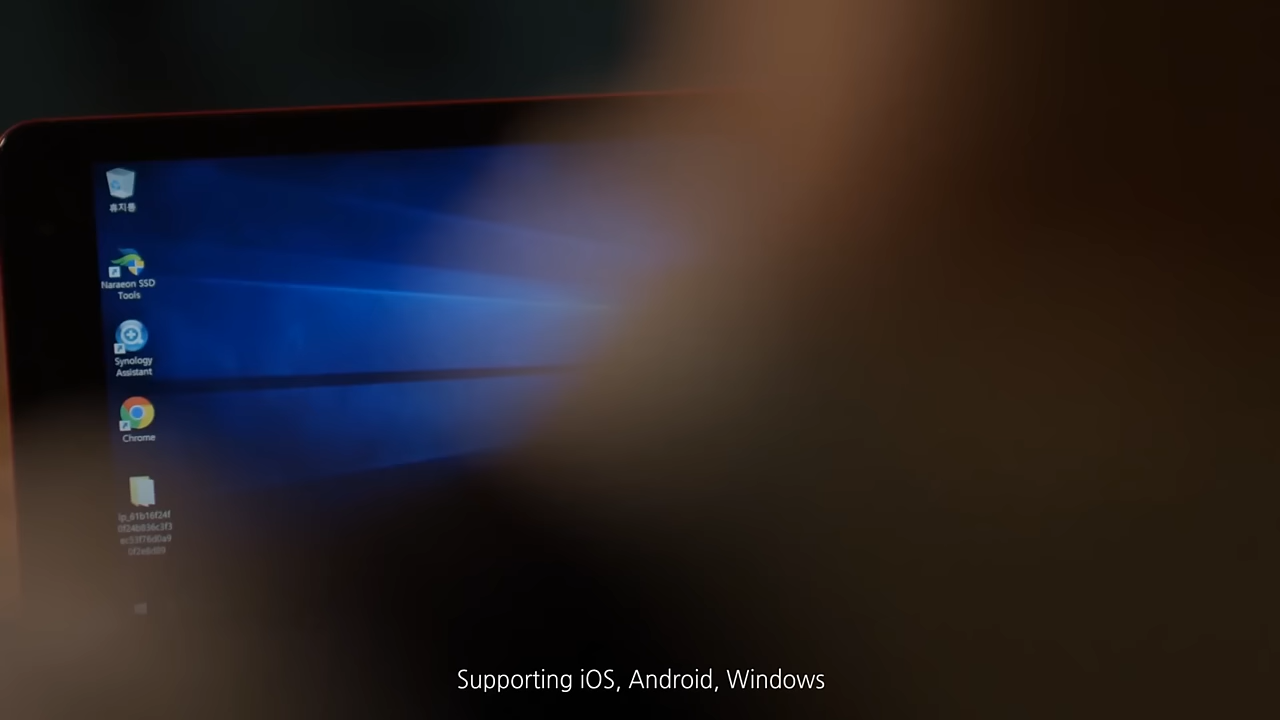 휴지통
Naraeon SSD
Tools
Synology
Assistant
Chrome
Supporting iOS, Android, Windows